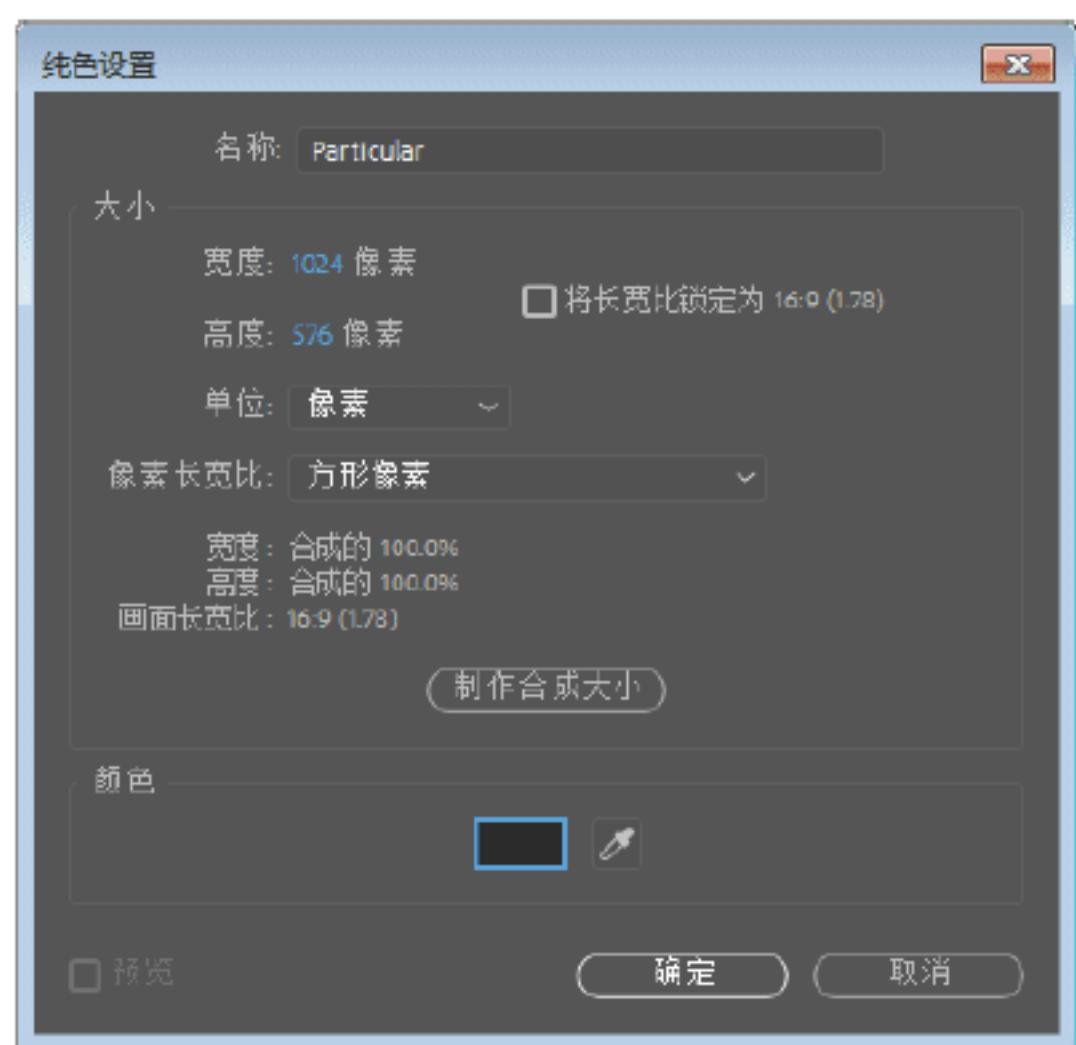 纯色设置
名称: Particular
大小
宽度: 1024 像素
将长宽比锁定为 16:9 (1.78)
高度: 576 像素
单位: 像素
像素长宽比: 方形像素
宽度: 合成的 100.0%
高度: 合成的 100.0%
画面长宽比: 16:9 (1.78)
制作合成大小
颜色
预览
确定
取消